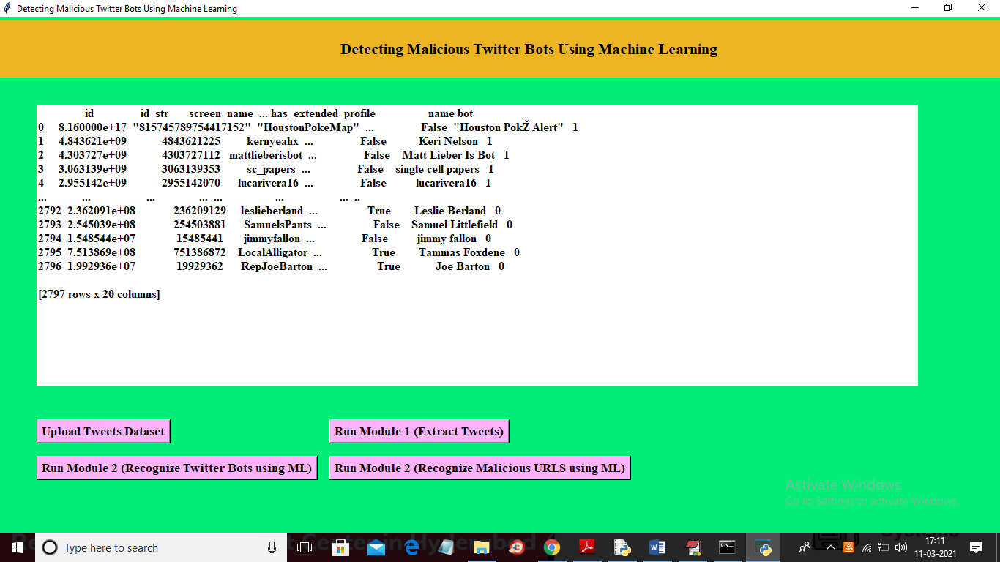 Detecting Malicious Twitter Bots Using Machine Learning
Detecting Malicious Twitter Bots Using Machine Learning
id id_str screen_name ... has_extended_profile name bot
0 8.160000e+17 "815745789754417152" "HoustonPokeMap" ... False "Houston PokŽ Alert" 1
1 4.843621e+09 4843621225 kernyeahx ... False Keri Nelson 1
2 4.303727e+09 4303727112 mattlieberisbot ... False Matt Lieber Is Bot 1
3 3.063139e+09 3063139353 sc_papers ... False single cell papers 1
4 2.955142e+09 2955142070 lucarivera16 ... False lucarivera16 1
... ... ... ... ... ... ... ..
2792 2.362091e+08 236209129 leslieberland ... True Leslie Berland 0
2793 2.545039e+08 254503881 SamuelsPants ... False Samuel Littlefield 0
2794 1.548544e+07 15485441 jimmyfallon ... False jimmy fallon 0
2795 7.513869e+08 751386872 LocalAlligator ... True Tammas Foxdene 0
2796 1.992936e+07 19929362 RepJoeBarton ... True Joe Barton 0
[2797 rows x 20 columns]
Upload Tweets Dataset
Run Module 1 (Extract Tweets)
Run Module 2 (Recognize Twitter Bots using ML)
Run Module 2 (Recognize Malicious URLS using ML)
Activate Windows
Go to Settings to activate Windows.
Type here to search
Systems
17:11
11-03-2021